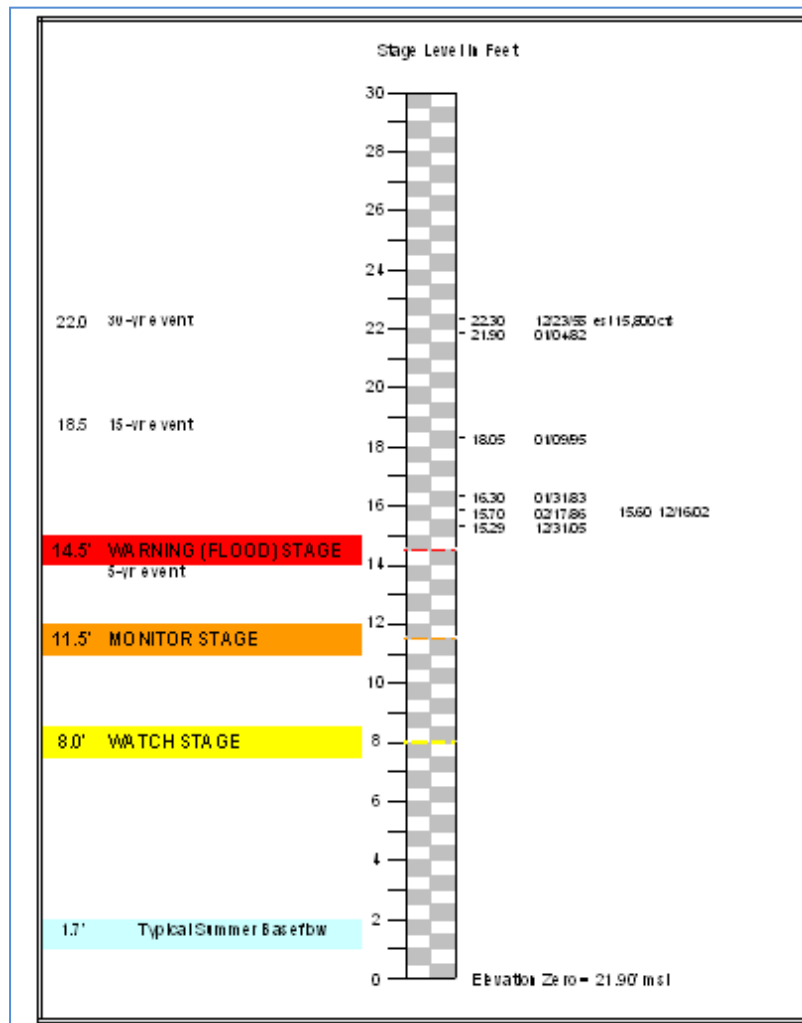 Stage Level in Feet
30
28
26
24
22.0 30-yr event
22
22.30 12/23/55 est 15,800 cfs
21.90 01/04/82
20
18.5 15-yr event
18
18.05 01/09/95
16
16.30 01/31/83
15.70 02/17/86 15.60 12/16/02
15.29 12/31/05
14.5' WARNING (FLOOD) STAGE
14
5-yr event
12
11.5' MONITOR STAGE
10
8.0' WATCH STAGE
8
6
4
2
1.7' Typical Summer Baseflow
0
Elevation Zero = 21.90' msl